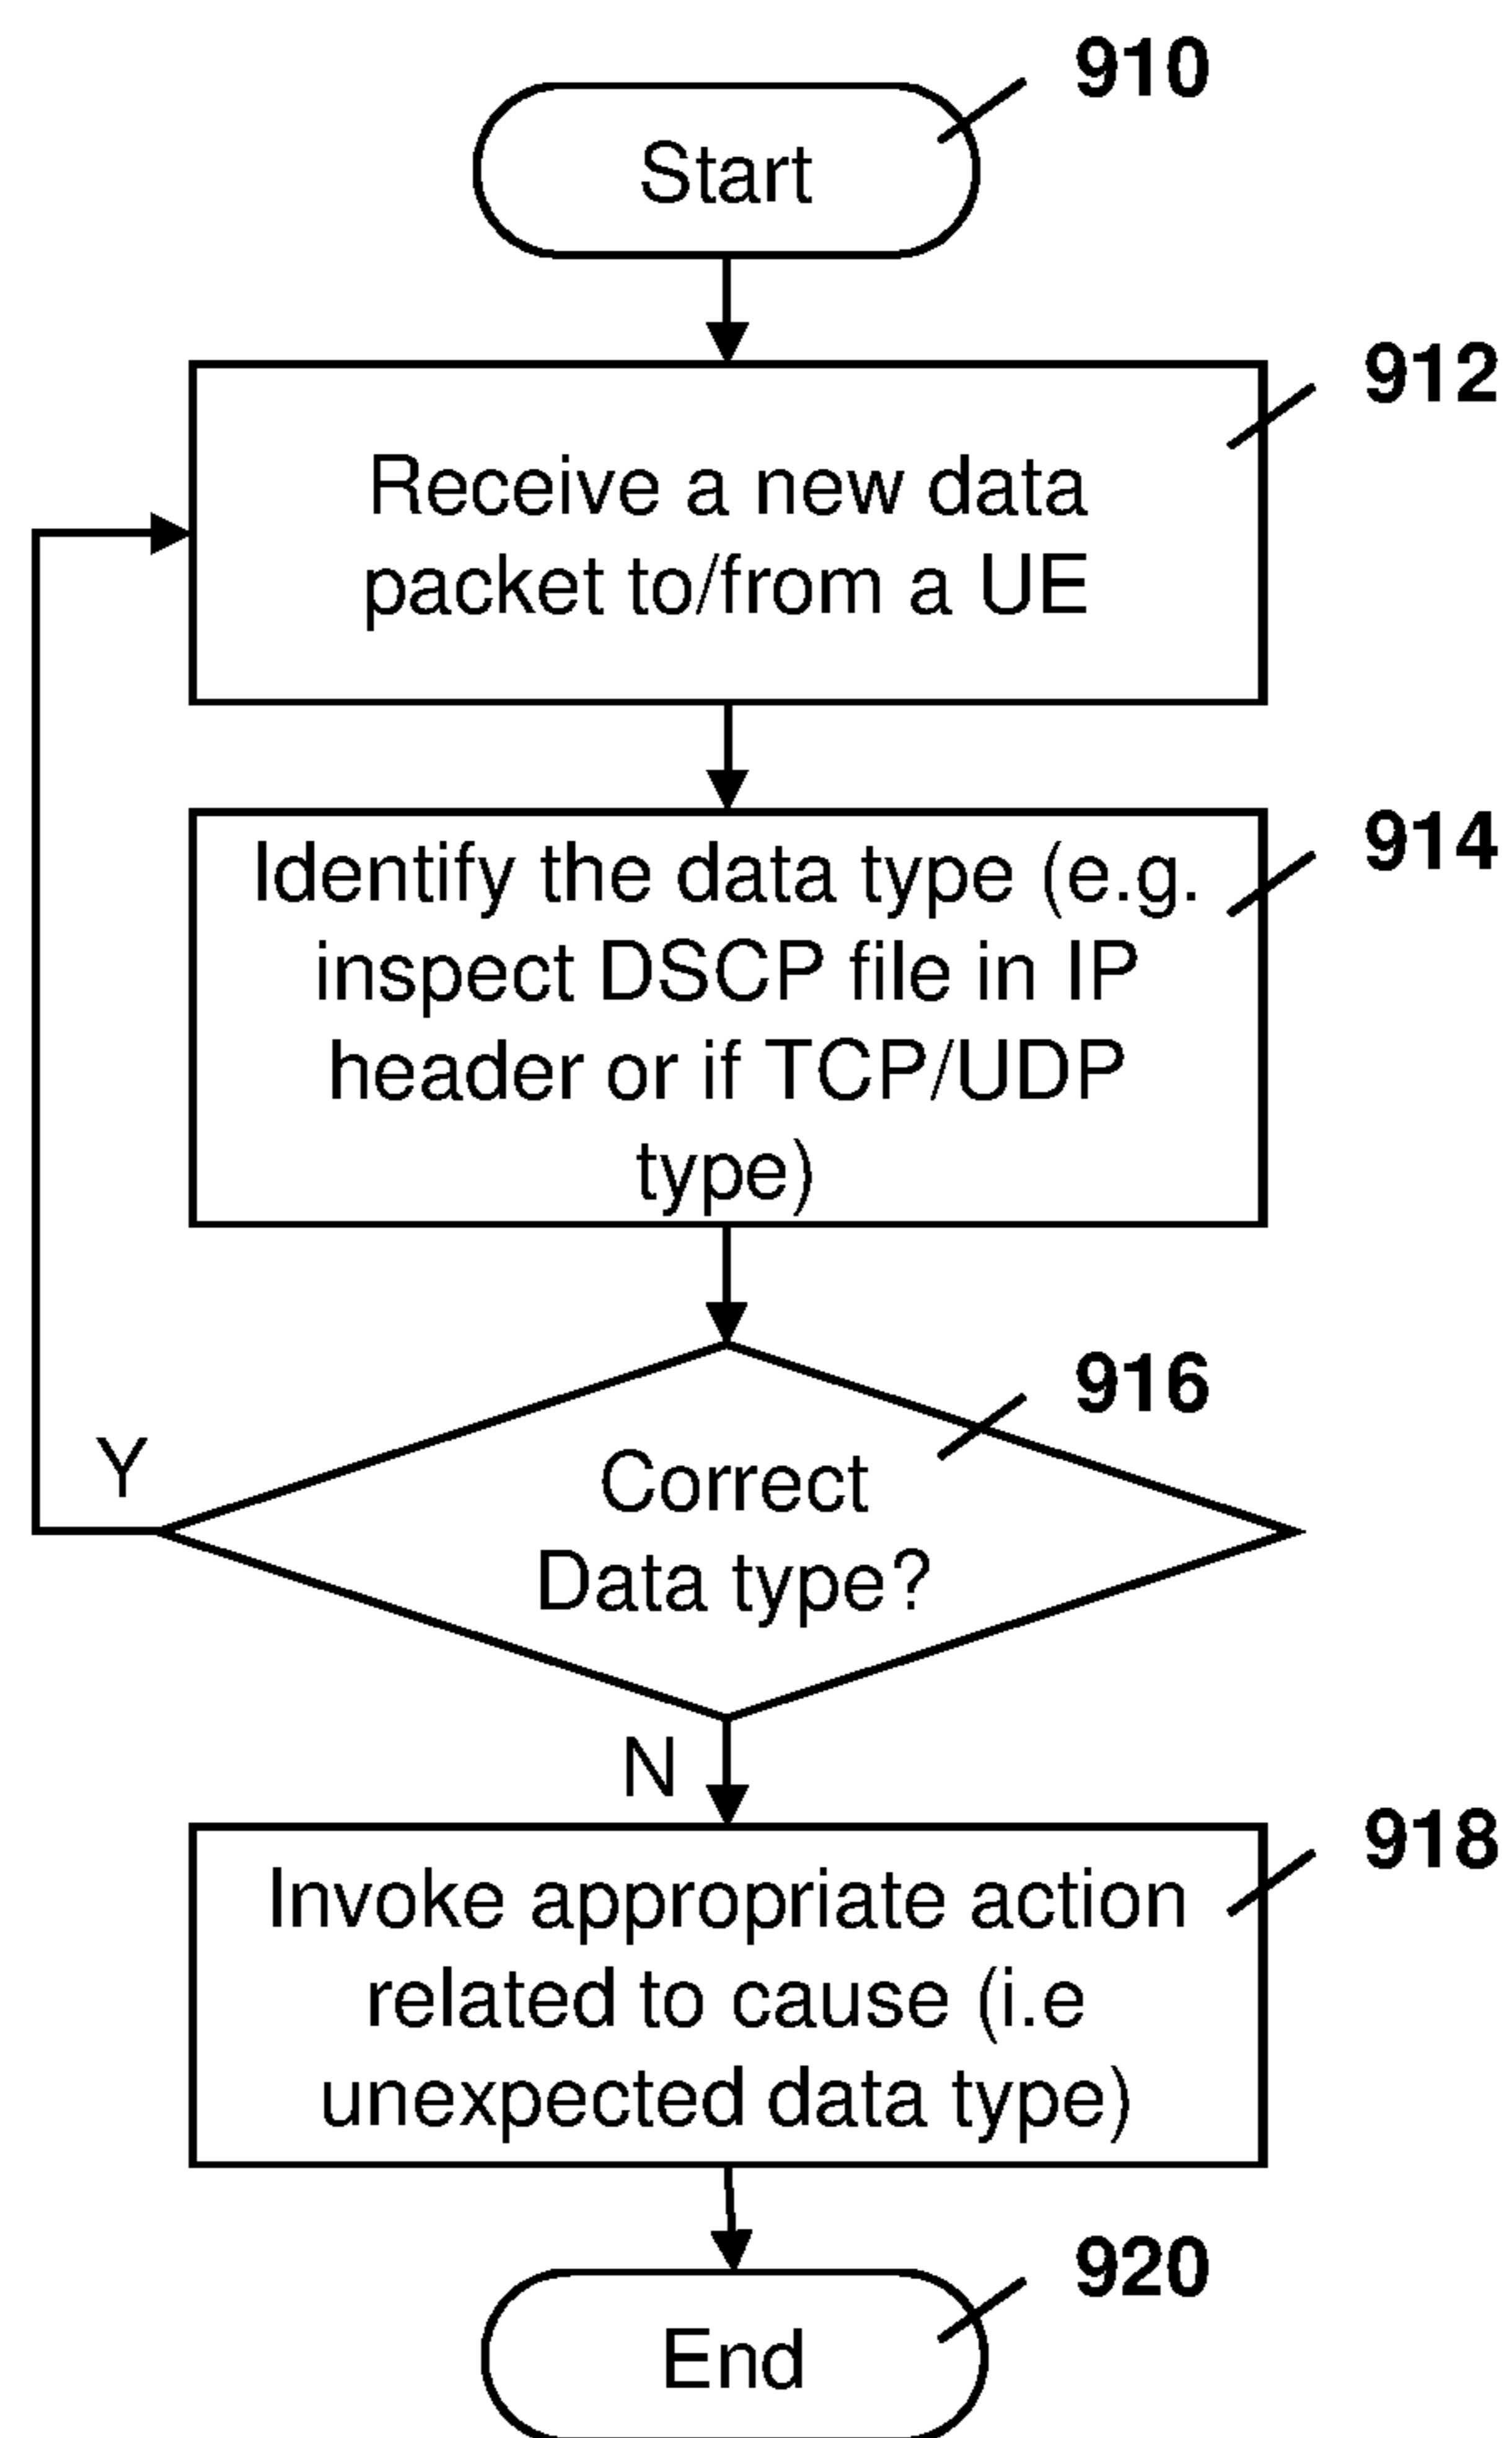 910
Start
912
Receive a new data
packet to/from a UE
914
Identify the data type (e.g.
inspect DSCP file in IP
header or if TCP/UDP
type)
916
Correct
Data type?
Y
N
918
Invoke appropriate action
related to cause (i.e
unexpected data type)
920
End